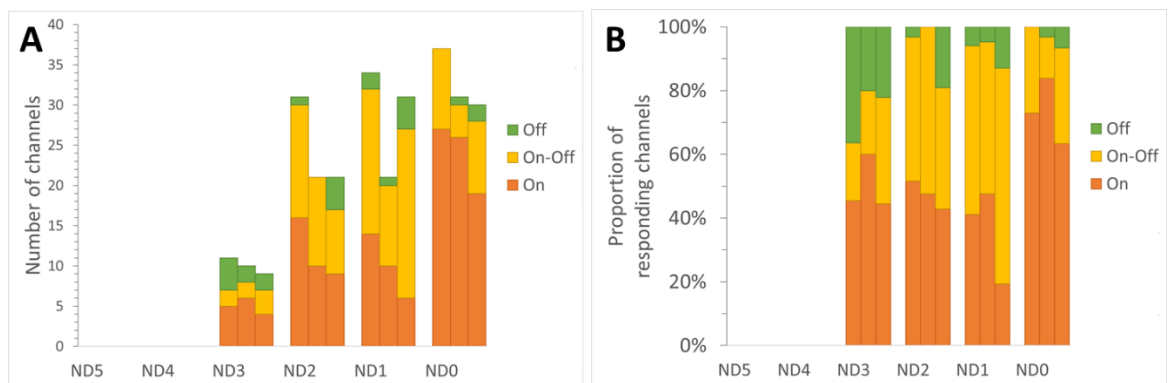 A
Number of channels
40
35
30
25
20
15
10
5
0
ND5 ND4 ND3 ND2 ND1 ND0
Off
On-Off
On
B
Proportion of
responding channels
100%
80%
60%
40%
20%
0%
ND5 ND4 ND3 ND2 ND1 ND0
Off
On-Off
On